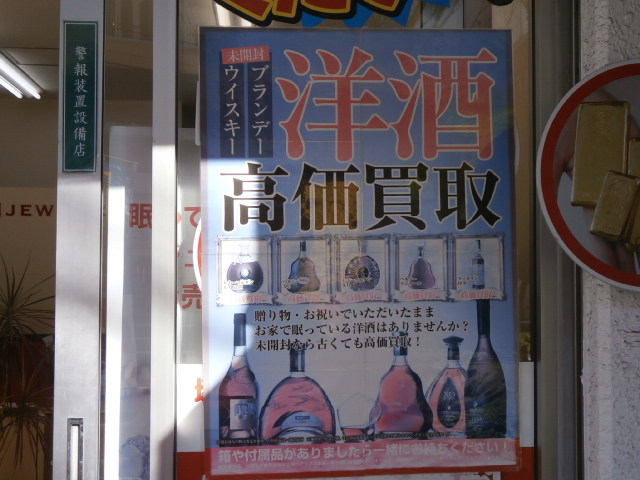 警報装置設備店
未開封
ブランデー
ウイスキー
洋酒
高価買取
贈り物・お祝いでいただいたまま
お家で眠っている洋酒はありませんか？
未開封なら古くても高価買取！
箱や付属品がありましたら一緒にお持ちください！
JEW
眠
売
XO